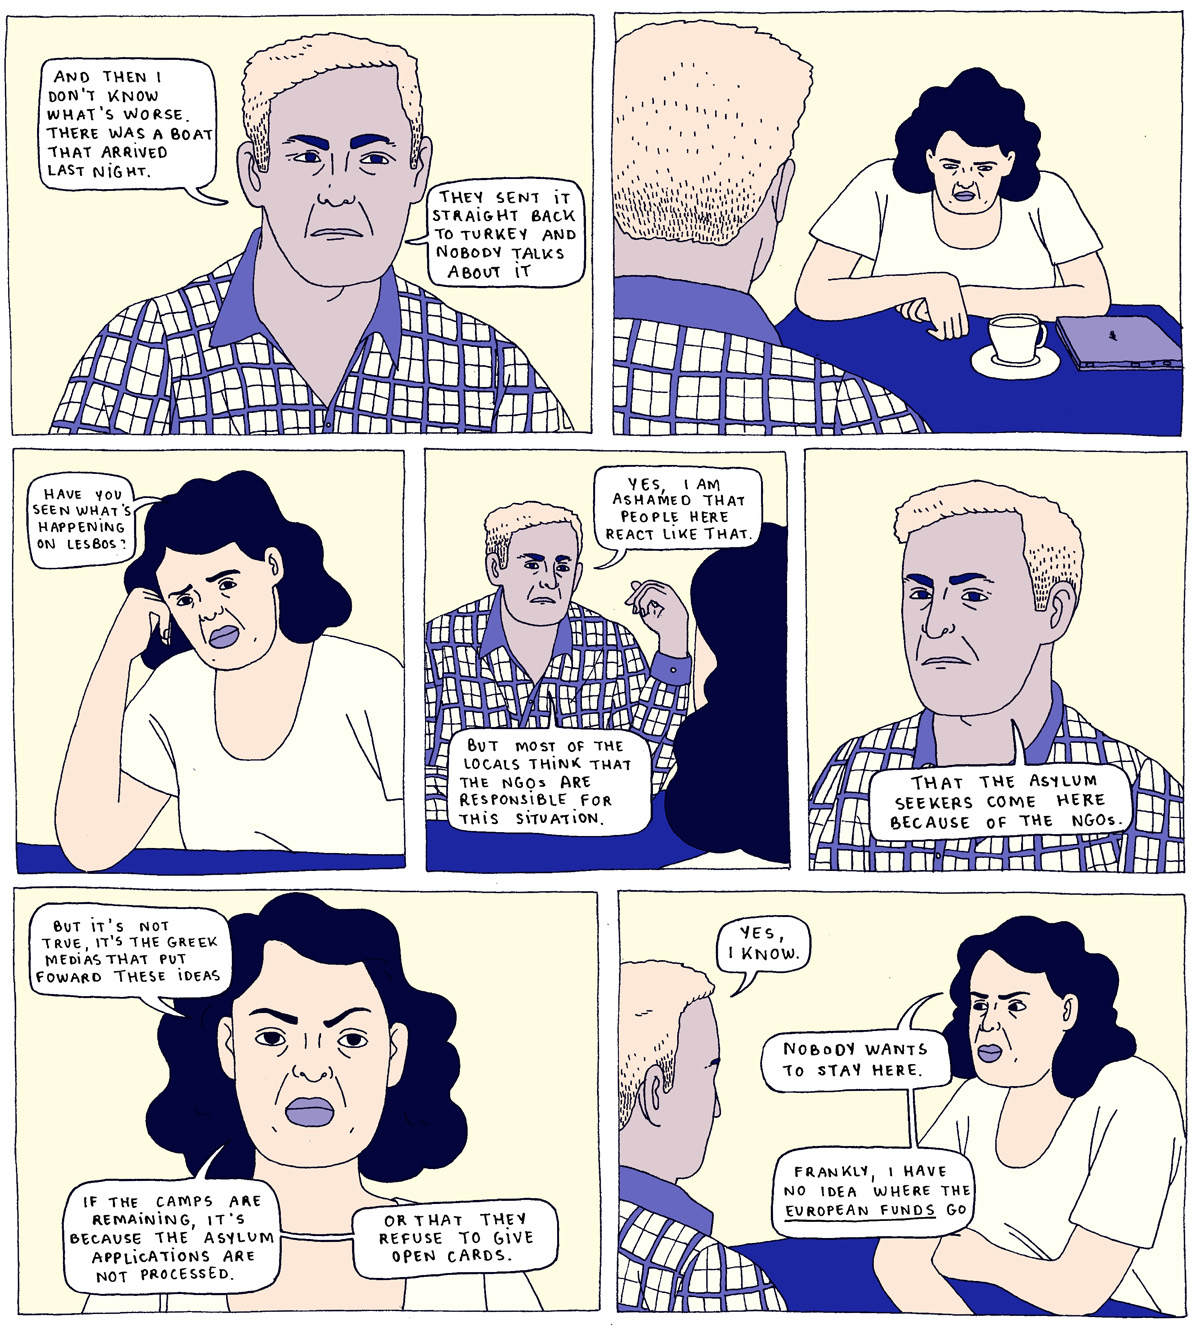 AND THEN I
DON'T KNOW
WHAT'S WORSE.
THERE WAS A BOAT
THAT ARRIVED
LAST NIGHT.
THEY SENT IT
STRAIGHT BACK
TO TURKEY AND
NOBODY TALKS
ABOUT IT
HAVE YOU
SEEN WHAT'S
HAPPENING
ON LESBOS?
YES, I AM
ASHAMED THAT
PEOPLE HERE
REACT LIKE THAT.
BUT MOST OF THE
LOCALS THINK THAT
THE NGOs ARE
RESPONSIBLE FOR
THIS SITUATION.
THAT THE ASYLUM
SEEKERS COME HERE
BECAUSE OF THE NGOs.
BUT IT'S NOT
TRUE, IT'S THE GREEK
MEDIAS THAT PUT
FOWARD THESE IDEAS
IF THE CAMPS ARE
REMAINING, IT'S
BECAUSE THE ASYLUM
APPLICATIONS ARE
NOT PROCESSED.
OR THAT THEY
REFUSE TO GIVE
OPEN CARDS.
YES,
I KNOW.
NOBODY WANTS
TO STAY HERE.
FRANKLY, I HAVE
NO IDEA WHERE THE
EUROPEAN FUNDS GO